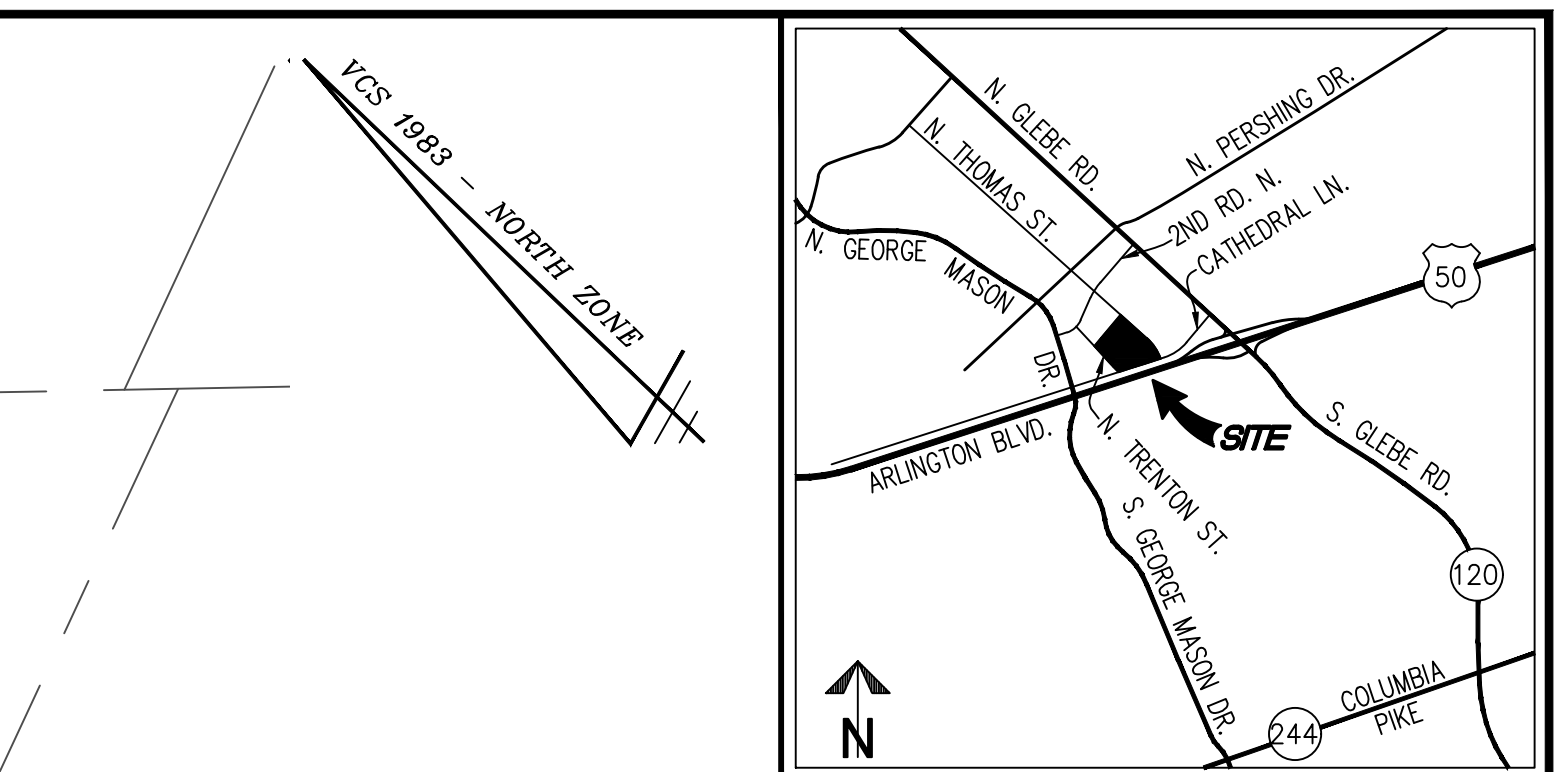 VCS 1983 - NORTH ZONE
N. GLEBE RD.
N. PERSHING DR.
N. THOMAS ST.
2ND RD. N.
CATHEDRAL LN.
N. GEORGE MASON
DR.
50
ARLINGTON BLVD.
SITE
N. TRENTON ST.
S. GLEBE RD.
S. GEORGE MASON DR.
120
COLUMBIA
PIKE
244
N